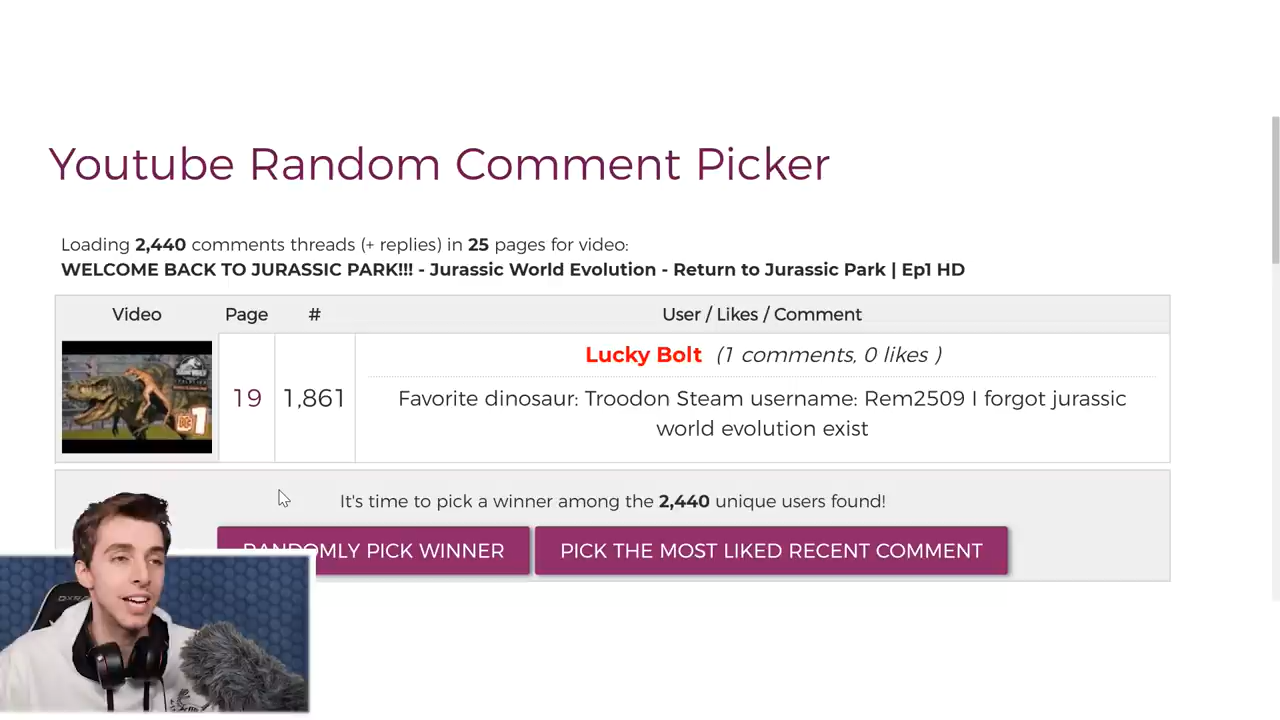 Youtube Random Comment Picker
Loading 2,440 comments threads (+ replies) in 25 pages for video:
WELCOME BACK TO JURASSIC PARK!!! - Jurassic World Evolution - Return to Jurassic Park | Ep1 HD
Video Page # User / Likes / Comment
Lucky Bolt (1 comments, 0 likes )
19 1,861 Favorite dinosaur: Troodon Steam username: Rem2509 I forgot jurassic
world evolution exist
It's time to pick a winner among the 2,440 unique users found!
RANDOMLY PICK WINNER PICK THE MOST LIKED RECENT COMMENT